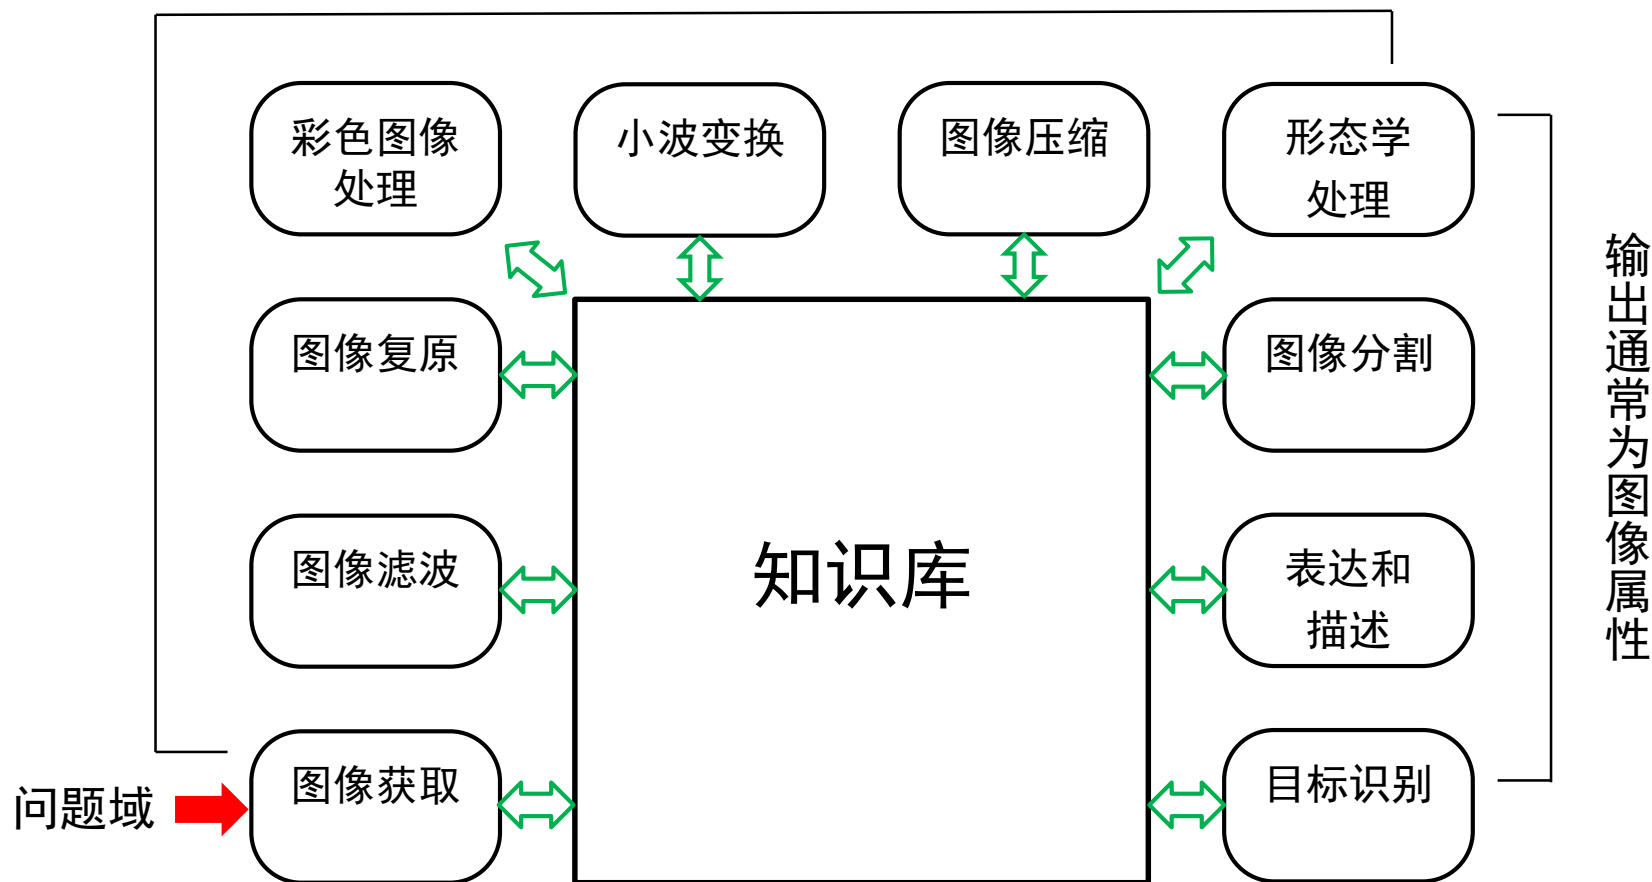 彩色图像
处理
小波变换
图像压缩
形态学
处理
图像复原
图像分割
图像滤波
知识库
表达和
描述
问题域
图像获取
目标识别
输出通常为图像属性